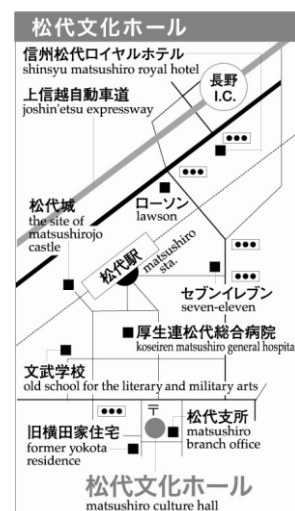 松代文化ホール
信州松代ロイヤルホテル
shinsyu matsushiro royal hotel
長野
I.C.
上信越自動車道
joshin'etsu expressway
松代城
the site of
matsushirojo
castle
ローソン
lawson
松代駅
matsushiro
sta.
セブンイレブン
seven-eleven
厚生連松代総合病院
koseiren matsushiro general hospital
文武学校
old school for the literary and military arts
〒
松代支所
matsushiro
branch office
旧横田家住宅
former yokota
residence
松代文化ホール
matsushiro culture hall